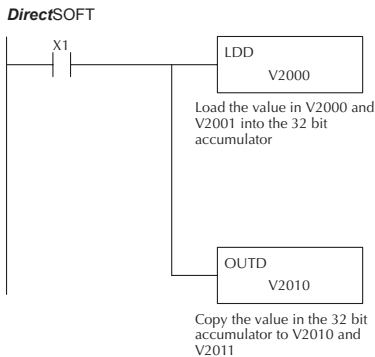 DirectSOFT
X1
LDD
V2000
Load the value in V2000 and
V2001 into the 32 bit
accumulator
OUTD
V2010
Copy the value in the 32 bit
accumulator to V2010 and
V2011